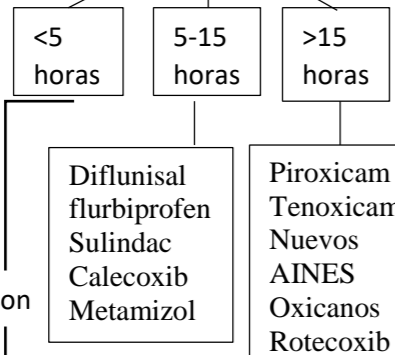 <5
horas
5-15
horas
>15
horas
Diflunisal
flurbiprofen
Sulindac
Calecoxib
Metamizol
Piroxicam
Tenoxicam
Nuevos
AINES
Oxicanos
Rotecoxib
on